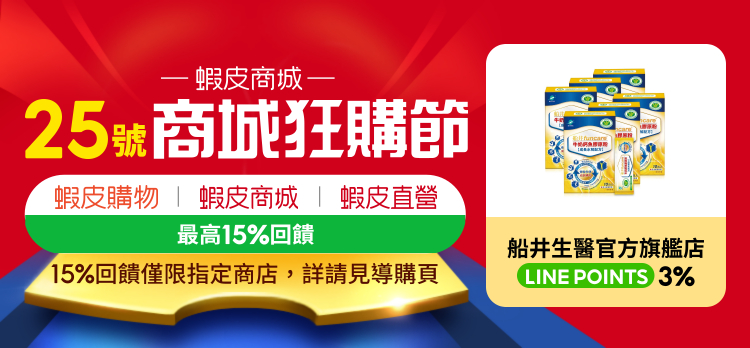 蝦皮商城
25號商城狂購節
蝦皮購物 | 蝦皮商城 | 蝦皮直營
最高15%回饋
15%回饋僅限指定商店，詳請見導購頁
船井生醫官方旗艦店
LINE POINTS 3%